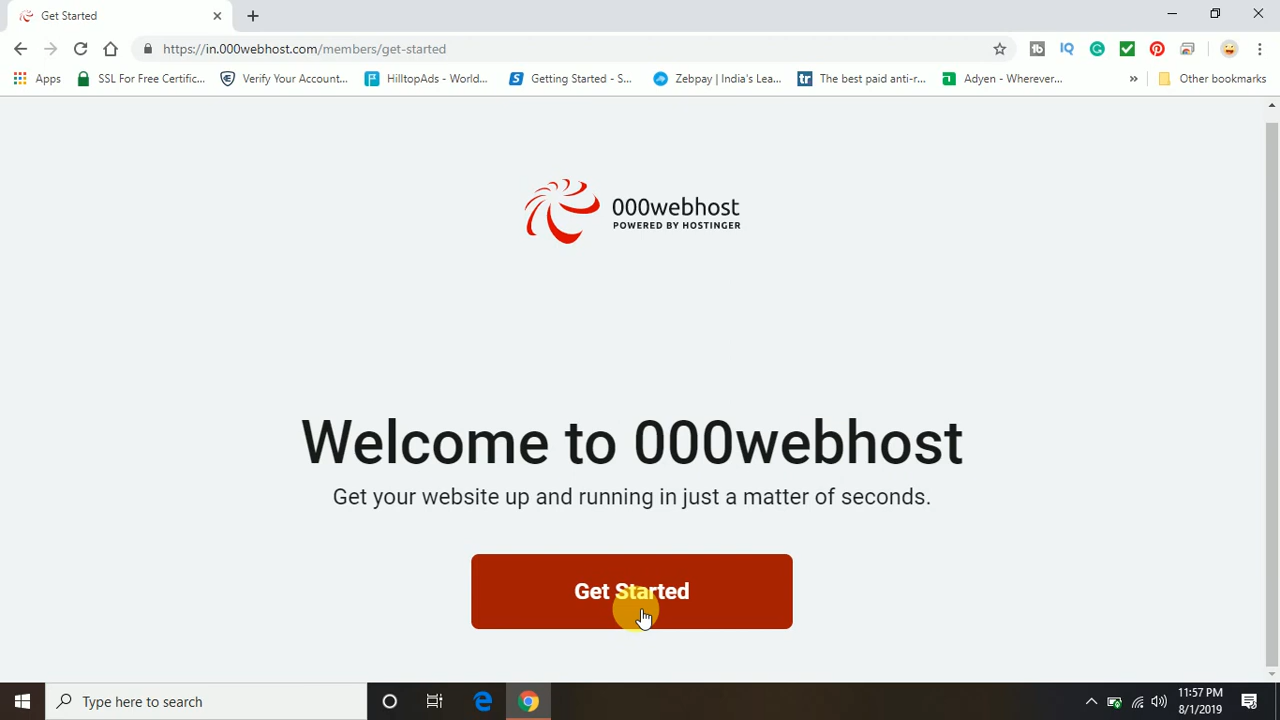 Get Started
https://in.000webhost.com/members/get-started
Apps
SSL For Free Certific...
Verify Your Account...
HilltopAds - World...
Getting Started - S...
Zebpay | India's Lea...
tr
The best paid anti-r...
Adyen - Wherever...
»
Other bookmarks
000webhost
POWERED BY HOSTINGER
Welcome to 000webhost
Get your website up and running in just a matter of seconds.
Get Started
Type here to search
11:57 PM
8/1/2019